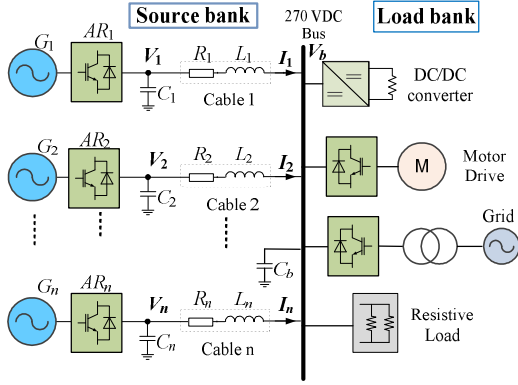 Source bank
270 VDC
Bus
Load bank
G1
AR1
V1
R1
L1
I1
Vb
C1
Cable 1
DC/DC
converter
G2
AR2
V2
R2
L2
I2
C2
Cable 2
M
Motor
Drive
Cb
Grid
Gn
ARn
Vn
Rn
Ln
In
Cn
Cable n
Resistive
Load